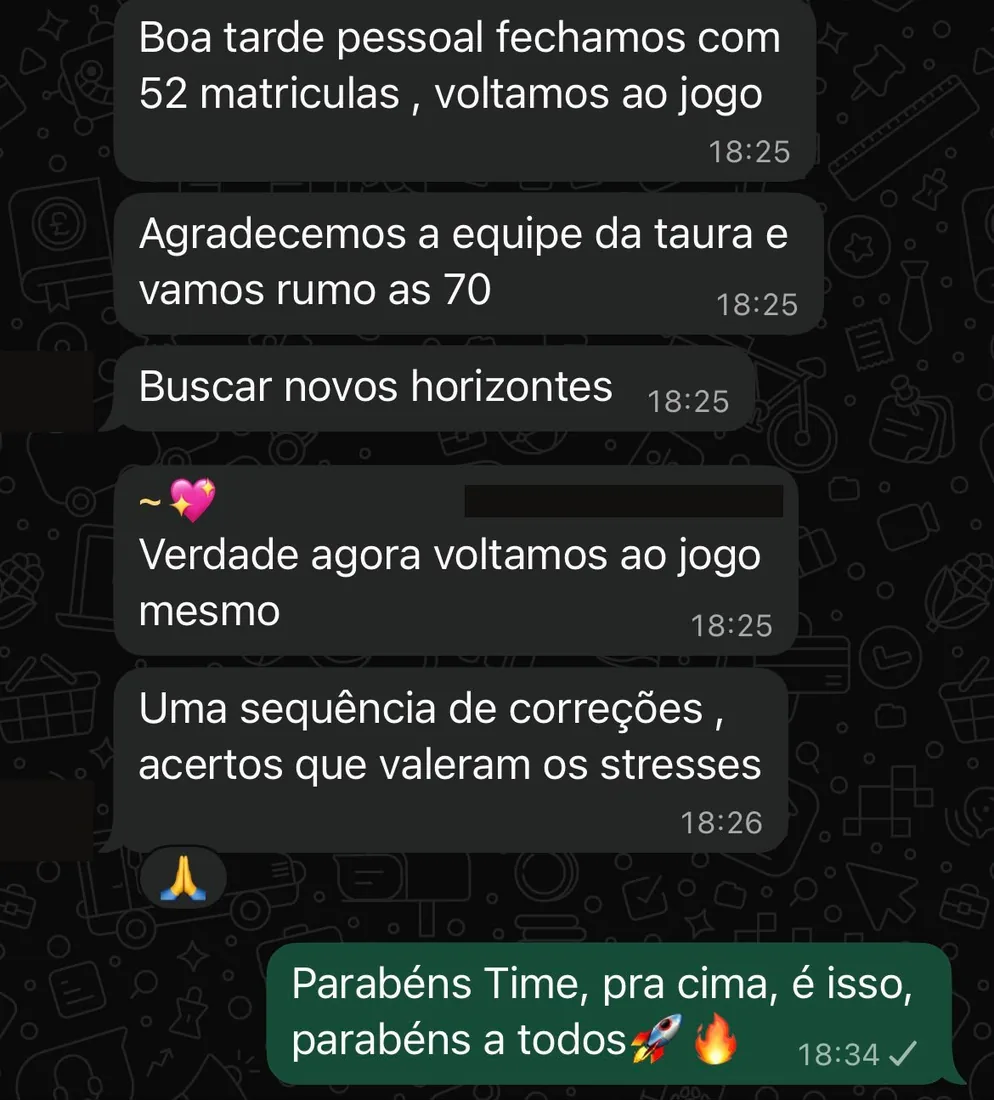 Boa tarde pessoal fechamos com
52 matriculas , voltamos ao jogo
18:25
Agradecemos a equipe da taura e
vamos rumo as 70
18:25
Buscar novos horizontes
18:25
~💖
Verdade agora voltamos ao jogo
mesmo
18:25
Uma sequência de correções ,
acertos que valeram os stresses
18:26
🙏
Parabéns Time, pra cima, é isso,
parabéns a todos🚀🔥
18:34